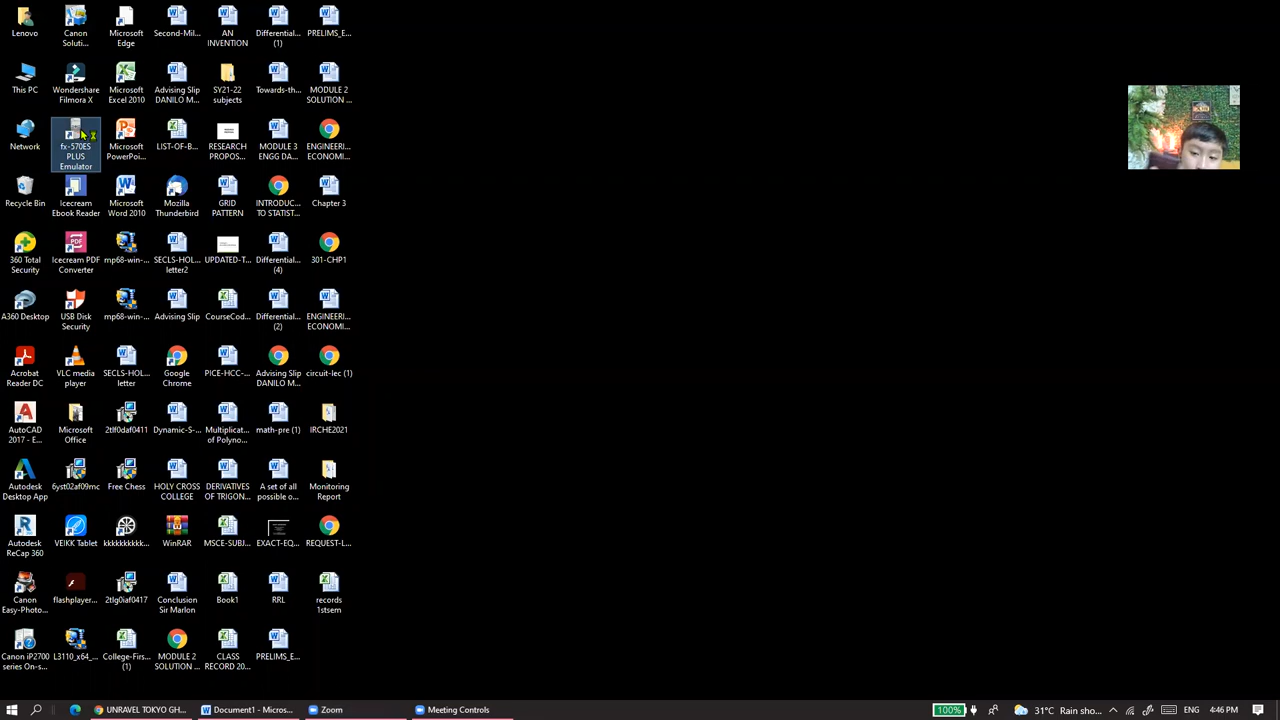 Lenovo
Canon
Soluti...
Microsoft
Edge
Second-Mil...
AN
INVENTION
Differential...
(1)
PRELIMS_E...
This PC
Wondershare
Filmora X
Microsoft
Excel 2010
Advising Slip
DANILO M...
SY21-22
subjects
Towards-th...
MODULE 2
SOLUTION ...
Network
fx-570ES
PLUS
Emulator
Microsoft
PowerPoi...
LIST-OF-B...
RESEARCH
PROPOS...
MODULE 3
ENGG DA...
ENGINEERI...
ECONOMI...
Recycle Bin
Icecream
Ebook Reader
Microsoft
Word 2010
Mozilla
Thunderbird
GRID
PATTERN
INTRODUC...
TO STATIST...
Chapter 3
360 Total
Security
Icecream PDF
Converter
mp68-win-...
SECLS-HOL...
letter2
UPDATED-T...
Differential...
(4)
301-CHP1
A360 Desktop
USB Disk
Security
mp68-win-...
Advising Slip
CourseCod...
Differential...
(2)
ENGINEERI...
ECONOMI...
Acrobat
Reader DC
VLC media
player
SECLS-HOL...
letter
Google
Chrome
PICE-HCC-...
Advising Slip
DANILO M...
circuit-lec (1)
AutoCAD
2017 - E...
Microsoft
Office
2tlf0daf0411
Dynamic-S-...
Multiplicat...
of Polyno...
math-pre (1)
IRCHE2021
Autodesk
Desktop App
6yst02af09mc
Free Chess
HOLY CROSS
COLLEGE
DERIVATIVES
OF TRIGON...
A set of all
possible o...
Monitoring
Report
Autodesk
ReCap 360
VEIKK Tablet
kkkkkkkkkk...
WinRAR
MSCE-SUBJ...
EXACT-EQ...
REQUEST-L...
Canon
Easy-Photo...
flashplayer...
2tlg0iaf0417
Conclusion
Sir Marlon
Book1
RRL
records
1stsem
Canon iP2700
series On-s...
L3110_x64_...
College-Firs...
(1)
MODULE 2
SOLUTION ...
CLASS
RECORD 20...
PRELIMS_E...
UNRAVEL TOKYO GH...
Document1 - Micros...
Zoom
Meeting Controls
100%
31°C Rain sho...
ENG
4:46 PM